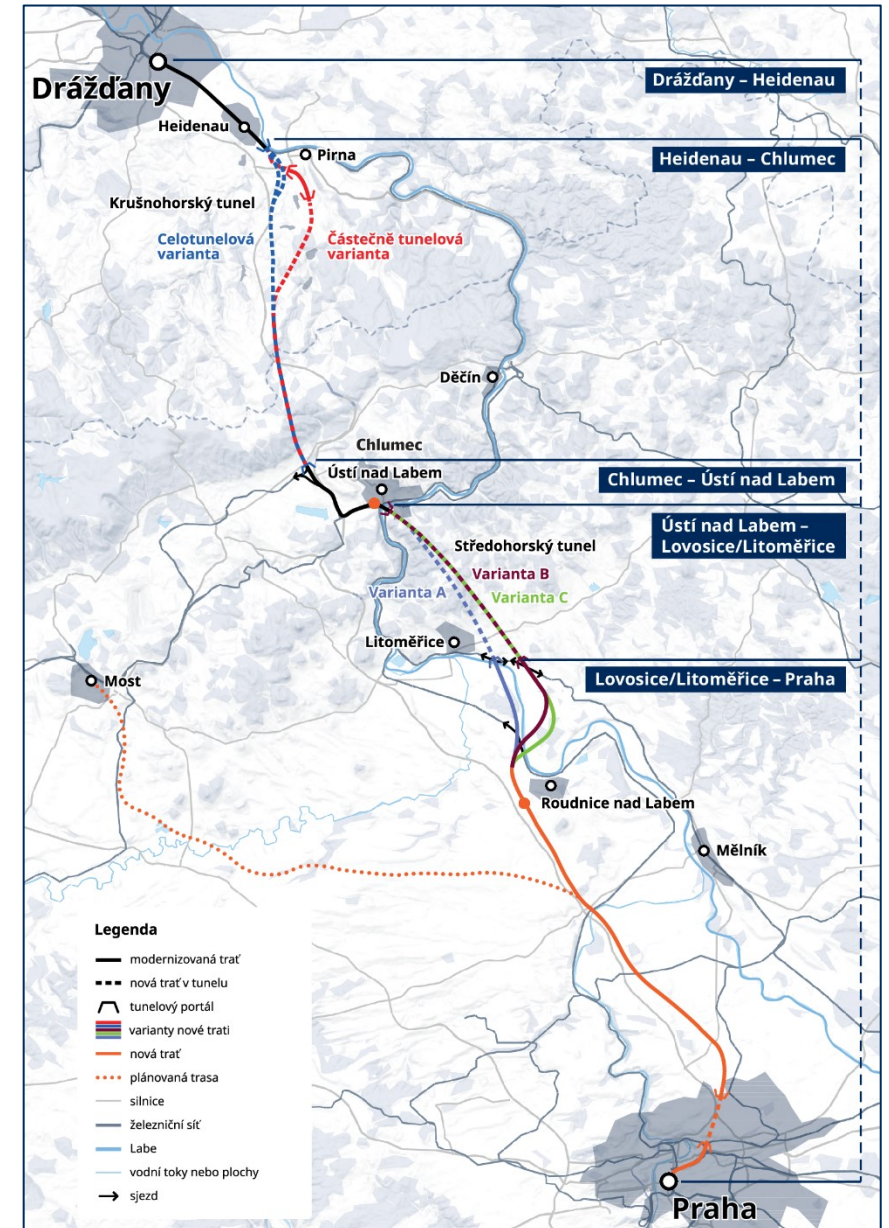 Drážďany
Drážďany – Heidenau
Heidenau
Heidenau – Chlumec
Pirna
Krušnohorský tunel
Celotunelová
varianta
Částečně tunelová
varianta
Děčín
Chlumec
Ústí nad Labem
Chlumec – Ústí nad Labem
Ústí nad Labem –
Lovosice/Litoměřice
Středohorský tunel
Varianta B
Varianta A
Varianta C
Litoměřice
Lovosice/Litoměřice – Praha
Most
Roudnice nad Labem
Mělník
Legenda
modernizovaná trať
nová trať v tunelu
tunelový portál
varianty nové trati
nová trať
plánovaná trasa
silnice
železniční síť
Labe
vodní toky nebo plochy
sjezd
Praha